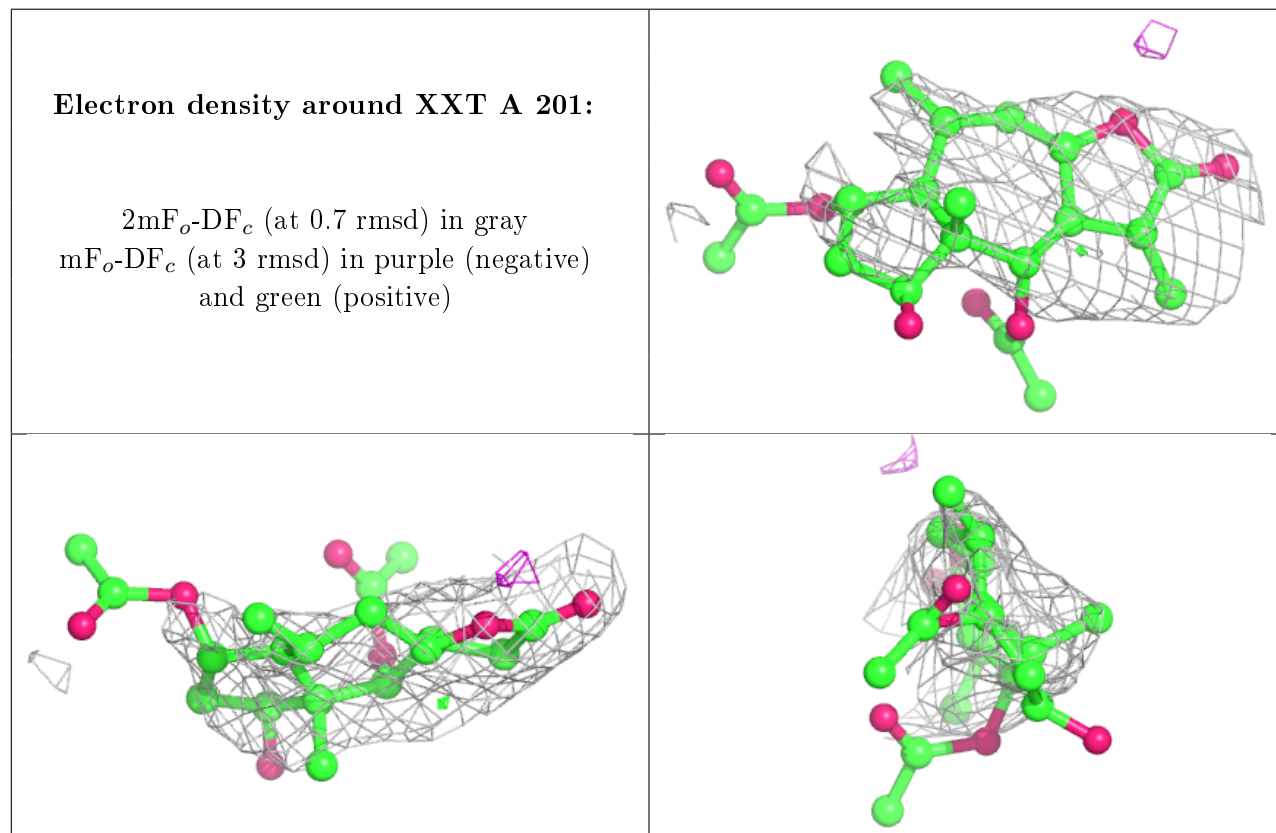 Electron density around XXT A 201:
2mFₒ-DF𝒸 (at 0.7 rmsd) in gray
mFₒ-DF𝒸 (at 3 rmsd) in purple (negative)
and green (positive)